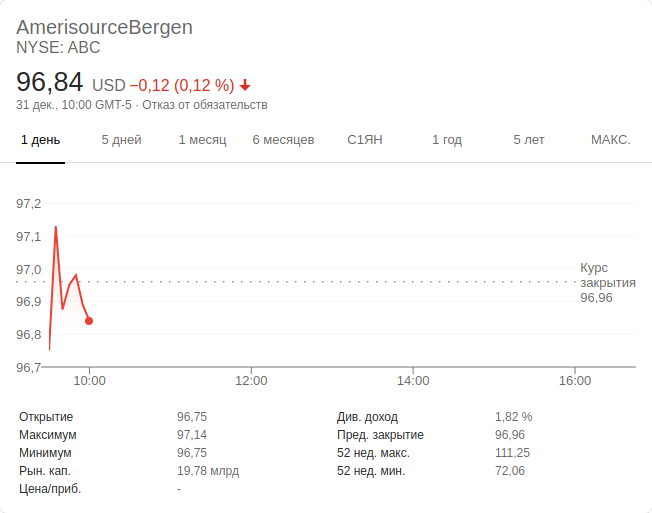 AmerisourceBergen
NYSE: ABC
96,84 USD −0,12 (0,12 %)
31 дек., 10:00 GMT-5 · Отказ от обязательств
1 день 5 дней 1 месяц 6 месяцев С1ЯН 1 год 5 лет МАКС.
97,2
97,1
97,0
96,9
96,8
96,7
Курс
закрытия
96,96
10:00 12:00 14:00 16:00
Открытие 96,75 Див. доход 1,82 %
Максимум 97,14 Пред. закрытие 96,96
Минимум 96,75 52 нед. макс. 111,25
Рын. кап. 19,78 млрд 52 нед. мин. 72,06
Цена/приб. -